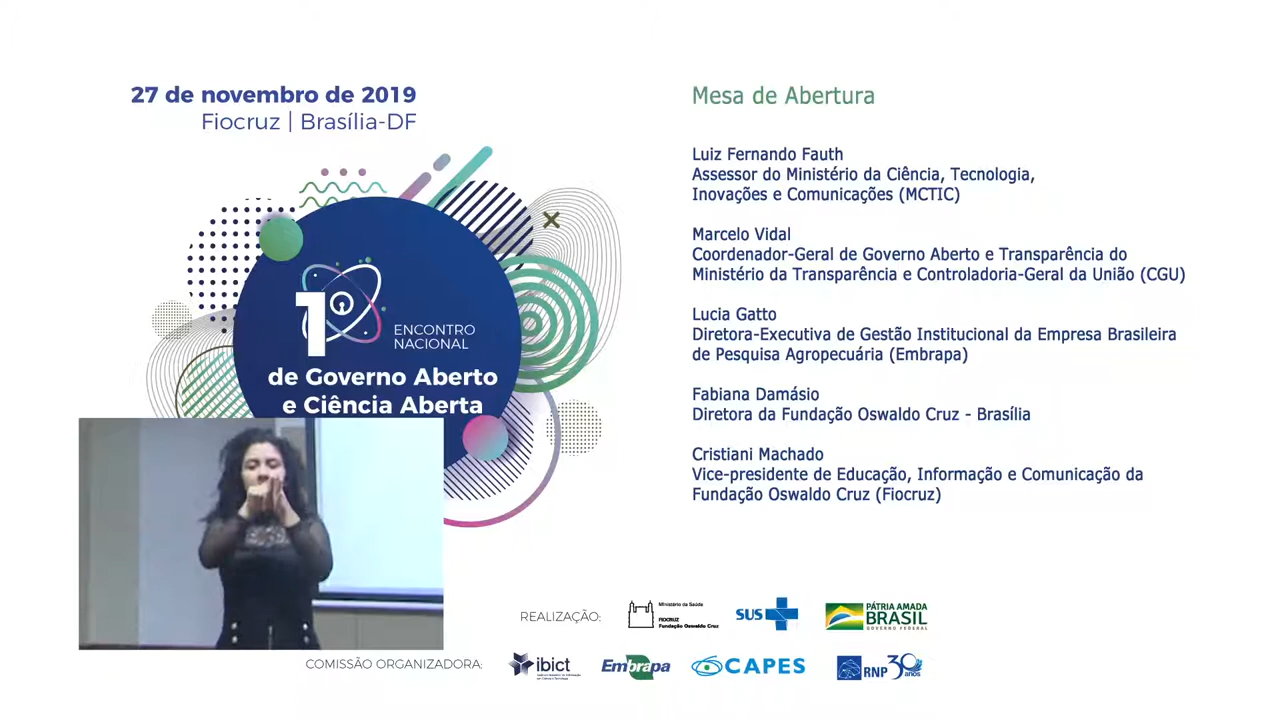 27 de novembro de 2019
Fiocruz | Brasília-DF
1º
ENCONTRO
NACIONAL
de Governo Aberto
e Ciência Aberta
Mesa de Abertura
Luiz Fernando Fauth
Assessor do Ministério da Ciência, Tecnologia,
Inovações e Comunicações (MCTIC)
Marcelo Vidal
Coordenador-Geral de Governo Aberto e Transparência do
Ministério da Transparência e Controladoria-Geral da União (CGU)
Lucia Gatto
Diretora-Executiva de Gestão Institucional da Empresa Brasileira
de Pesquisa Agropecuária (Embrapa)
Fabiana Damásio
Diretora da Fundação Oswaldo Cruz - Brasília
Cristiani Machado
Vice-presidente de Educação, Informação e Comunicação da
Fundação Oswaldo Cruz (Fiocruz)
REALIZAÇÃO:
Ministério da Saúde
FIOCRUZ
Fundação Oswaldo Cruz
SUS
PÁTRIA AMADA
BRASIL
GOVERNO FEDERAL
COMISSÃO ORGANIZADORA:
ibict
Embrapa
CAPES
RNP 30
anos